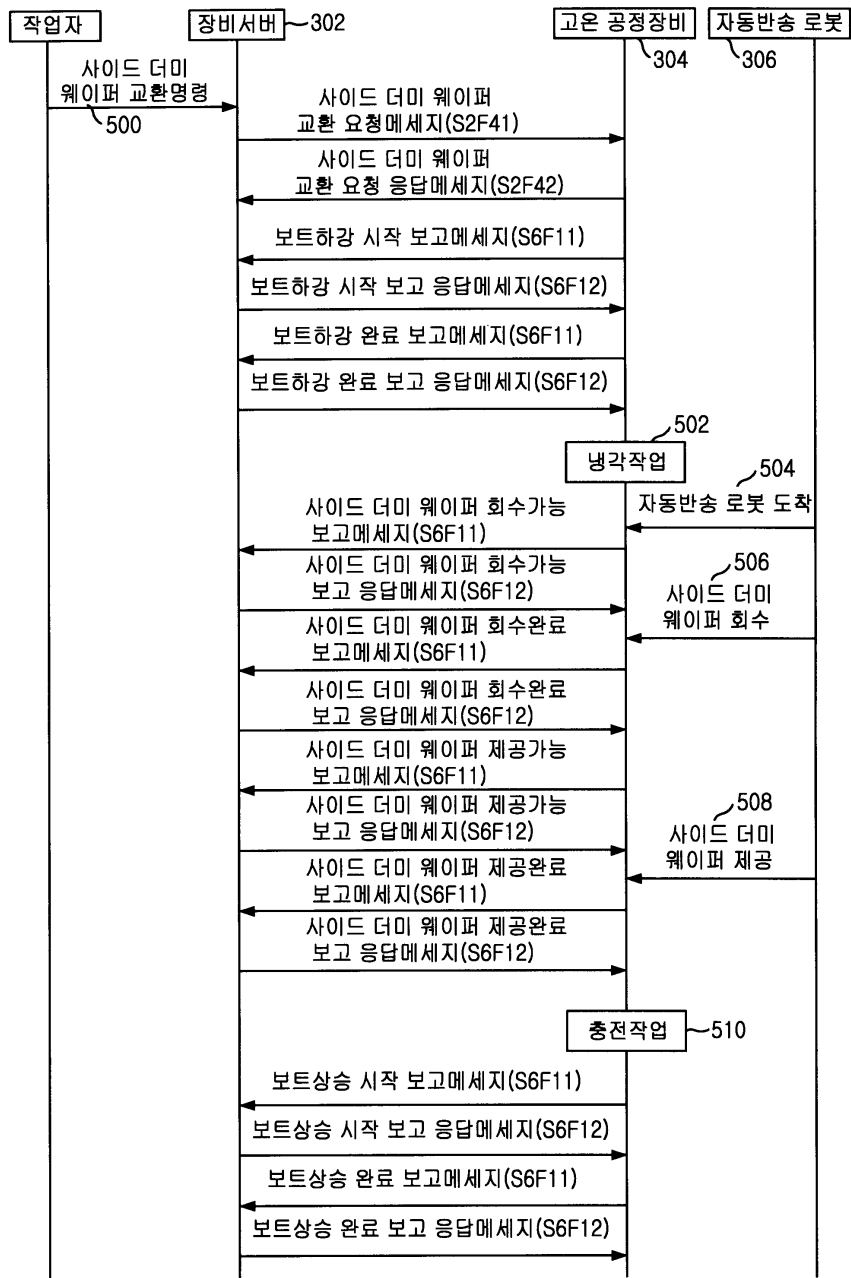 작업자
장비서버
302
고온 공정장비
304
자동반송 로봇
306
사이드 더미
웨이퍼 교환명령
500
사이드 더미 웨이퍼
교환 요청메세지(S2F41)
사이드 더미 웨이퍼
교환 요청 응답메세지(S2F42)
보트하강 시작 보고메세지(S6F11)
보트하강 시작 보고 응답메세지(S6F12)
보트하강 완료 보고메세지(S6F11)
보트하강 완료 보고 응답메세지(S6F12)
502
냉각작업
504
자동반송 로봇 도착
사이드 더미 웨이퍼 회수가능
보고메세지(S6F11)
사이드 더미 웨이퍼 회수가능
보고 응답메세지(S6F12)
506
사이드 더미
웨이퍼 회수
사이드 더미 웨이퍼 회수완료
보고메세지(S6F11)
사이드 더미 웨이퍼 회수완료
보고 응답메세지(S6F12)
사이드 더미 웨이퍼 제공가능
보고메세지(S6F11)
사이드 더미 웨이퍼 제공가능
보고 응답메세지(S6F12)
508
사이드 더미
웨이퍼 제공
사이드 더미 웨이퍼 제공완료
보고메세지(S6F11)
사이드 더미 웨이퍼 제공완료
보고 응답메세지(S6F12)
충전작업
510
보트상승 시작 보고메세지(S6F11)
보트상승 시작 보고 응답메세지(S6F12)
보트상승 완료 보고메세지(S6F11)
보트상승 완료 보고 응답메세지(S6F12)